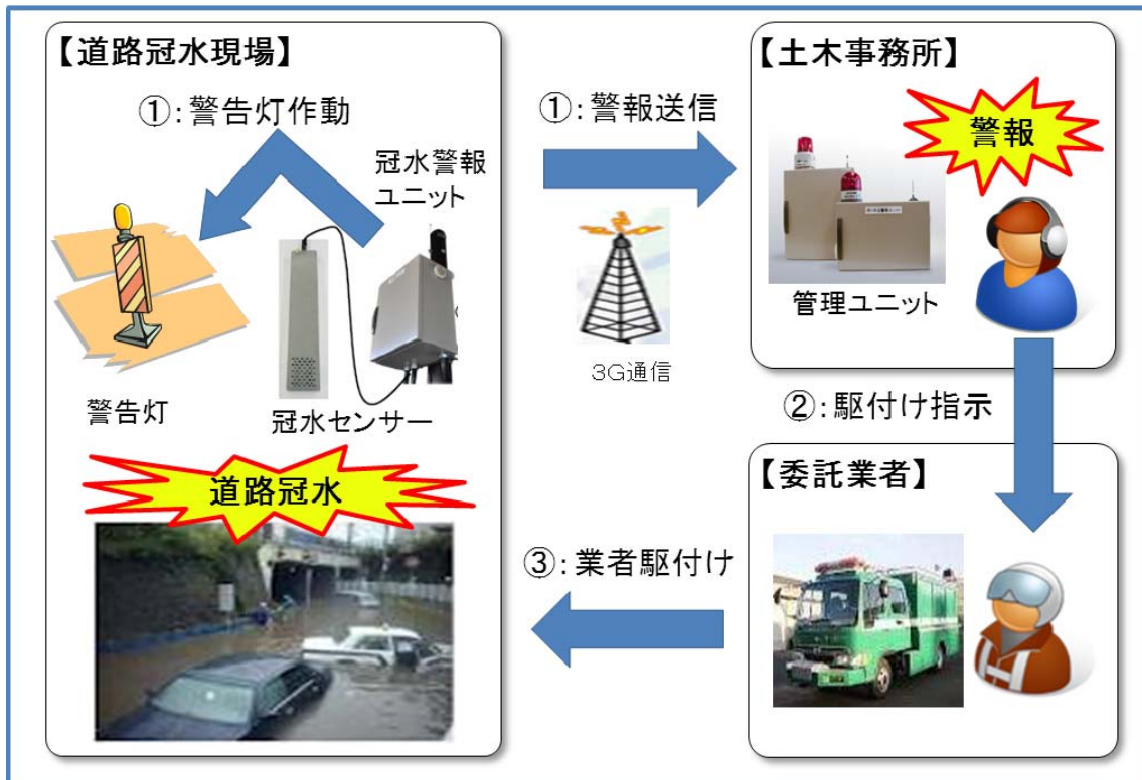 【道路冠水現場】
①:警告灯作動
冠水警報
ユニット
警告灯
冠水センサー
道路冠水
①:警報送信
3G通信
【土木事務所】
警報
管理ユニット
②:駆付け指示
【委託業者】
③:業者駆付け